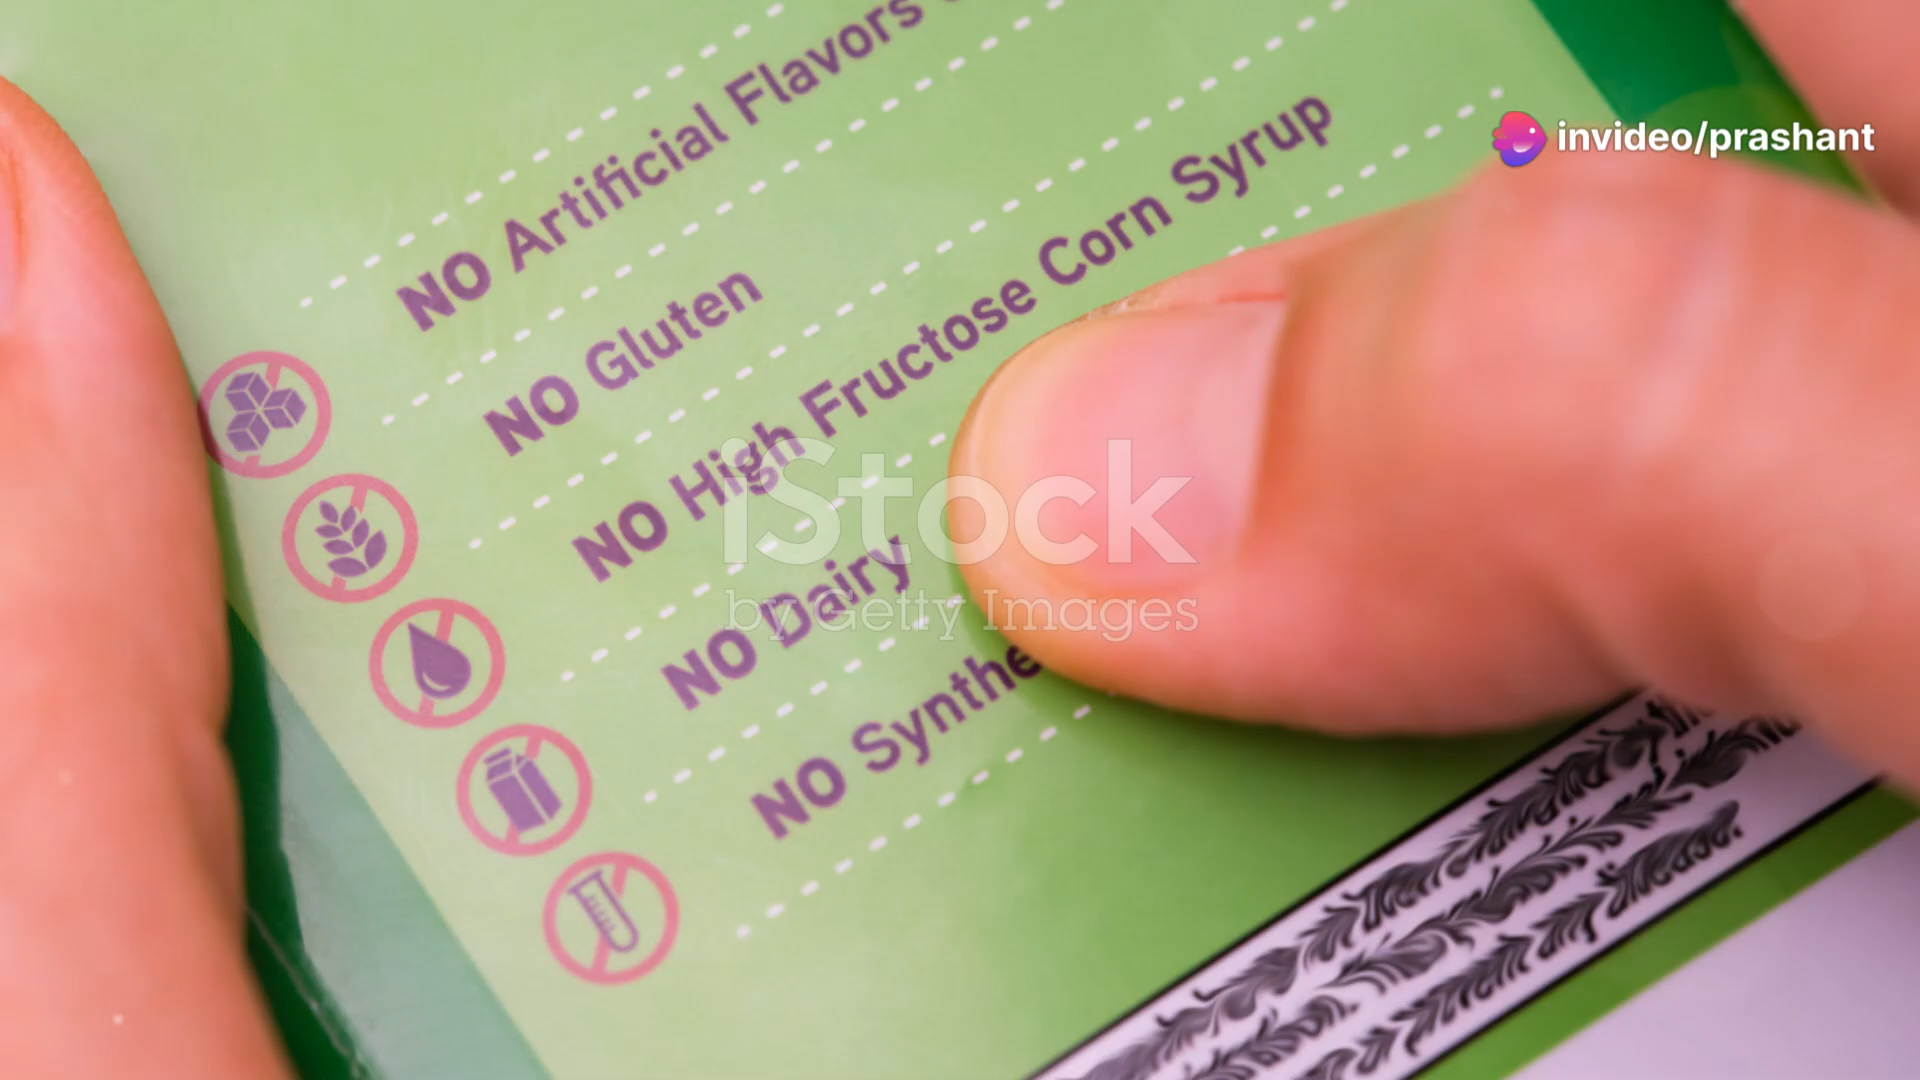 NO Artificial Flavors
NO Gluten
NO High Fructose Corn Syrup
NO Dairy
NO Synthe
invideo/prashant
iStock
by Getty Images